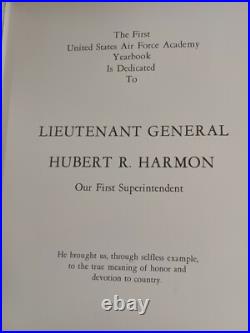 The First
United States Air Force Academy
Yearbook
Is Dedicated
To
LIEUTENANT GENERAL
HUBERT R. HARMON
Our First Superintendent
He brought us, through selfless example,
to the true meaning of honor and
devotion to country.